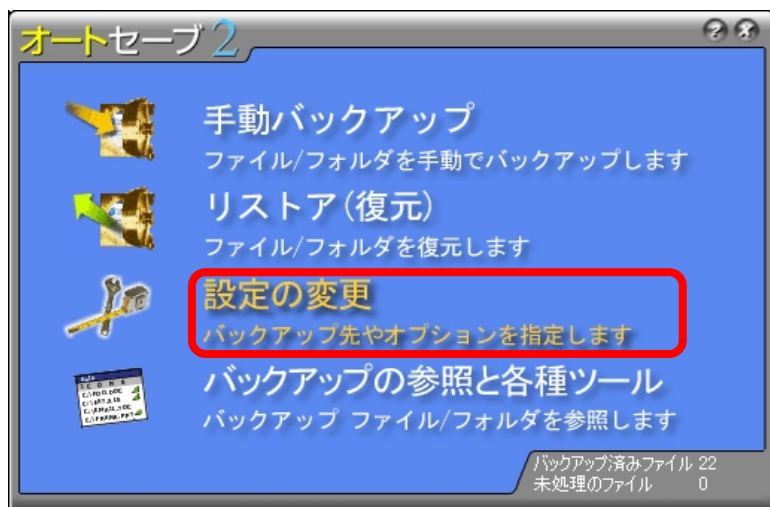 オートセーブ2
手動バックアップ
ファイル/フォルダを手動でバックアップします
リストア(復元)
ファイル/フォルダを復元します
設定の変更
バックアップ先やオプションを指定します
バックアップの参照と各種ツール
バックアップ ファイル/フォルダを参照します
バックアップ済みファイル 22
未処理のファイル 0